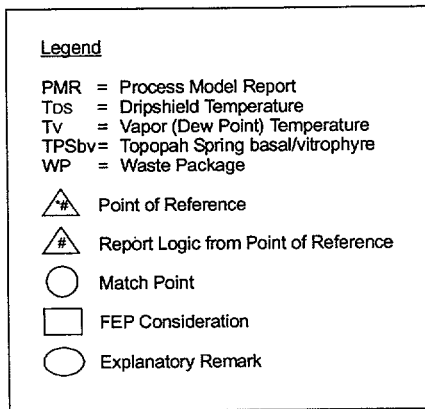 Legend
PMR = Process Model Report
TDS = Dripshield Temperature
TV = Vapor (Dew Point) Temperature
TPSbv= Topopah Spring basal/vitrophyre
WP = Waste Package
*# Point of Reference
# Report Logic from Point of Reference
Match Point
FEP Consideration
Explanatory Remark